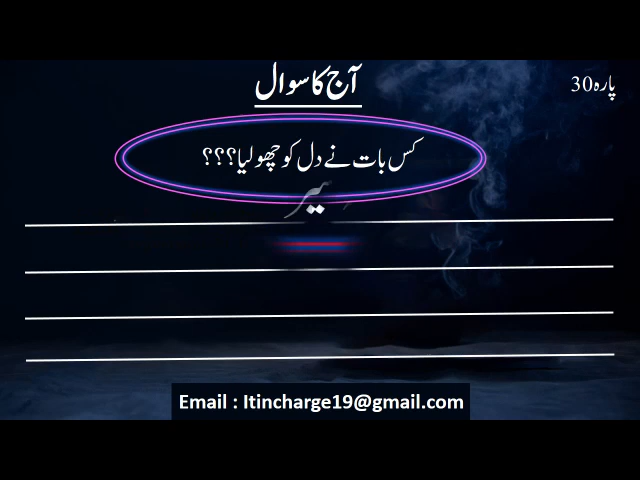 پارہ 30
آج کا سوال
کس بات نے دل کو چھو لیا؟؟؟
Email : Itincharge19@gmail.com